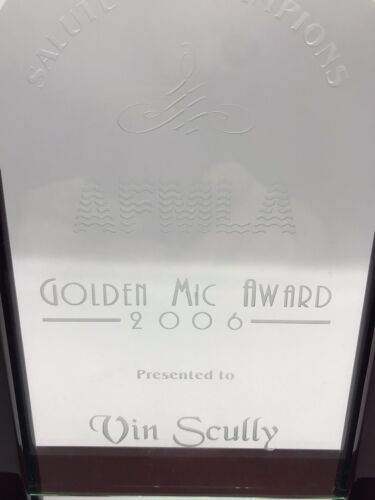 SALUTE CHAMPIONS
AFMLA
GOLDEN MIC AWARD
2006
Presented to
Vin Scully